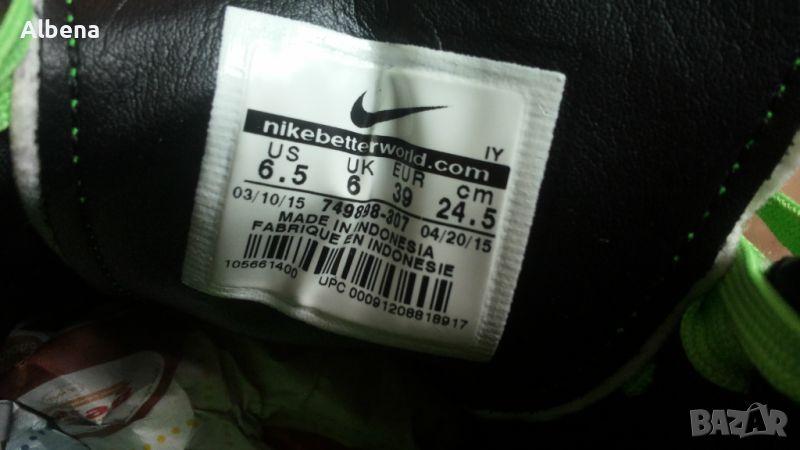 Albena
nikebetterworld.com
IY
US UK EUR cm
6.5 6 39 24.5
03/10/15 749898-307 04/20/15
MADE IN INDONESIA
FABRIQUE EN INDONESIE
105661400
UPC 00091208818917
BAZAR